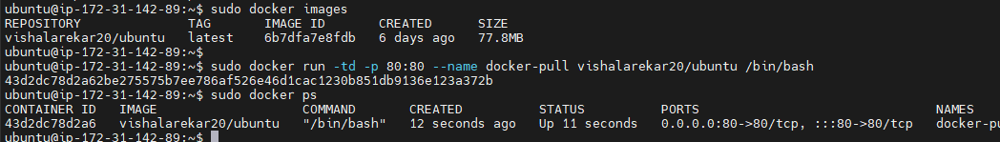 ubuntu@ip-172-31-142-89:~$ sudo docker images
REPOSITORY TAG IMAGE ID CREATED SIZE
vishalarekar20/ubuntu latest 6b7dfa7e8fdb 6 days ago 77.8MB
ubuntu@ip-172-31-142-89:~$
ubuntu@ip-172-31-142-89:~$ sudo docker run -td -p 80:80 --name docker-pull vishalarekar20/ubuntu /bin/bash
43d2dc78d2a62be275575b7ee786af526e46d1cac1230b851db9136e123a372b
ubuntu@ip-172-31-142-89:~$ sudo docker ps
CONTAINER ID IMAGE COMMAND CREATED STATUS PORTS NAMES
43d2dc78d2a6 vishalarekar20/ubuntu "/bin/bash" 12 seconds ago Up 11 seconds 0.0.0.0:80->80/tcp, :::80->80/tcp docker-pu
ubuntu@ip-172-31-142-89:~$